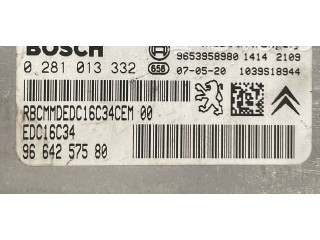 BOSCH
0 281 013 332
9653958980 1414 2109
656 07-05-20 1039S18944
RBCMMDEDC16C34CEM 00
EDC16C34
96 642 575 80